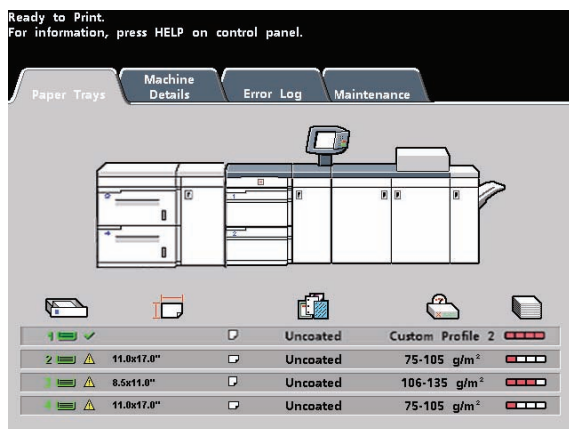 Ready to Print.
For information, press HELP on control panel.
Paper Trays
Machine Details
Error Log
Maintenance
1
2
1 Uncoated Custom Profile 2
2 11.0x17.0" Uncoated 75-105 g/m²
3 8.5x11.0" Uncoated 106-135 g/m²
4 11.0x17.0" Uncoated 75-105 g/m²